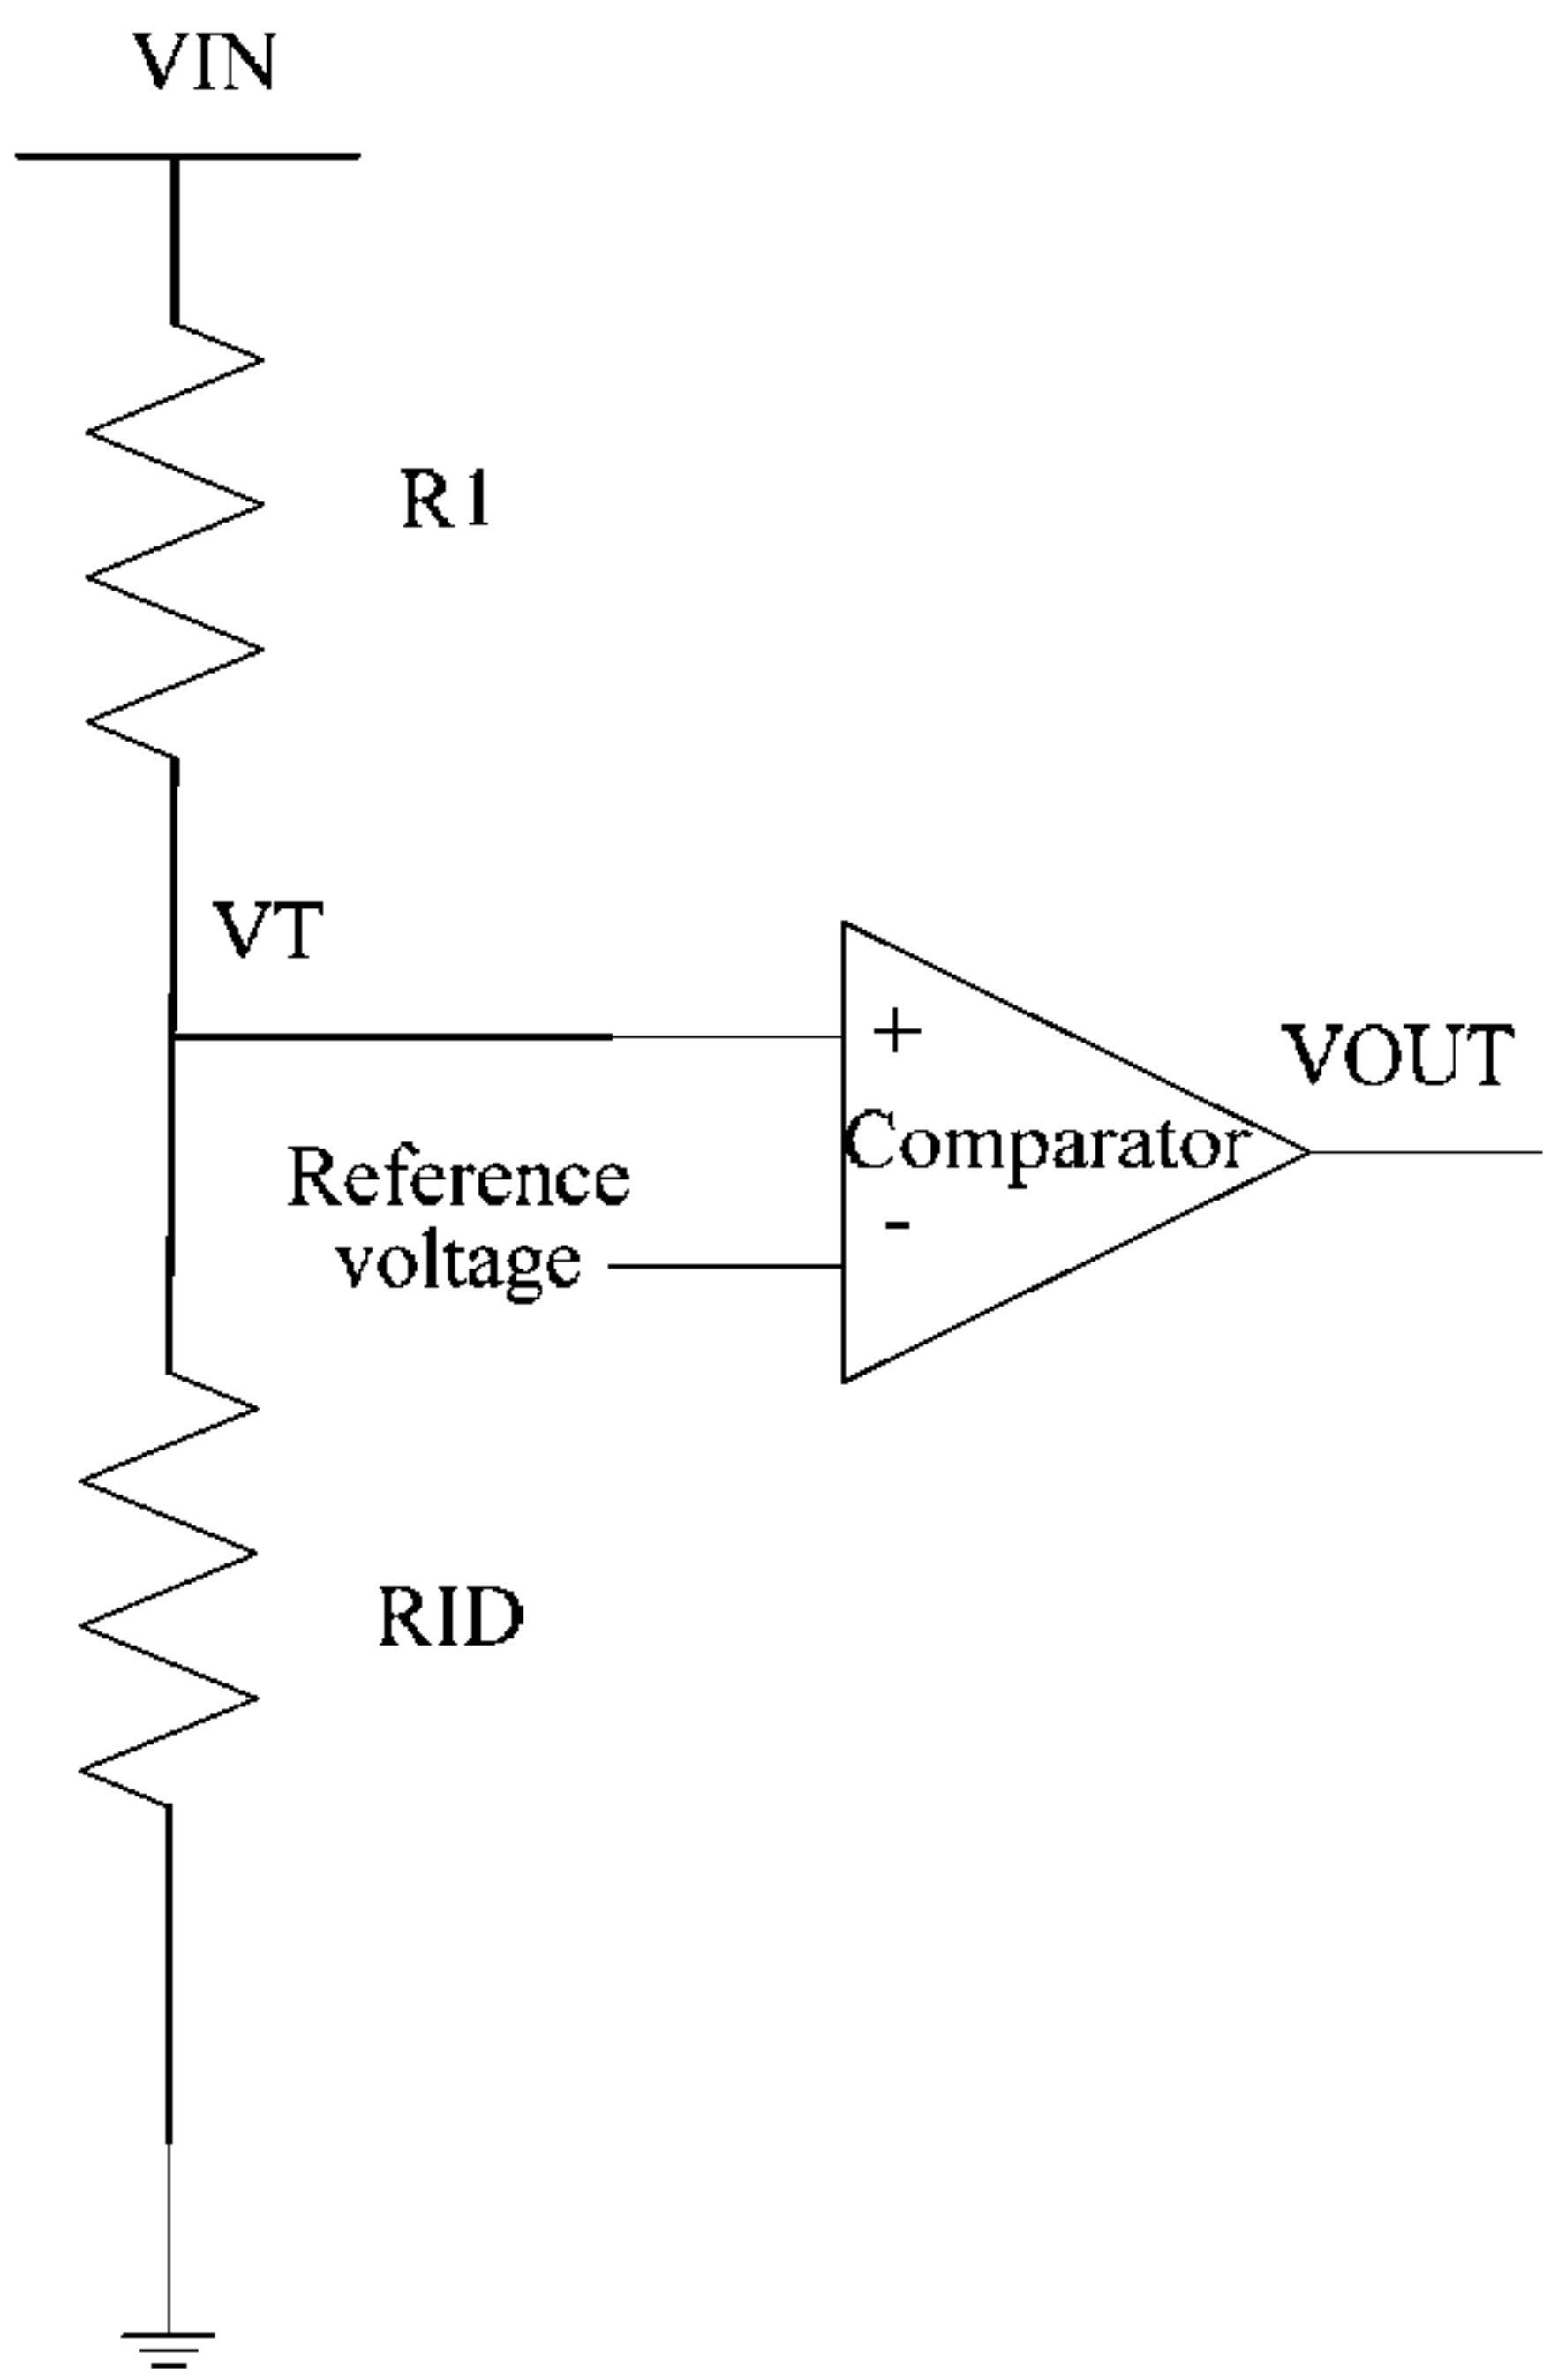 VIN
R1
VT
+
VOUT
Comparator
Reference
voltage
-
RID